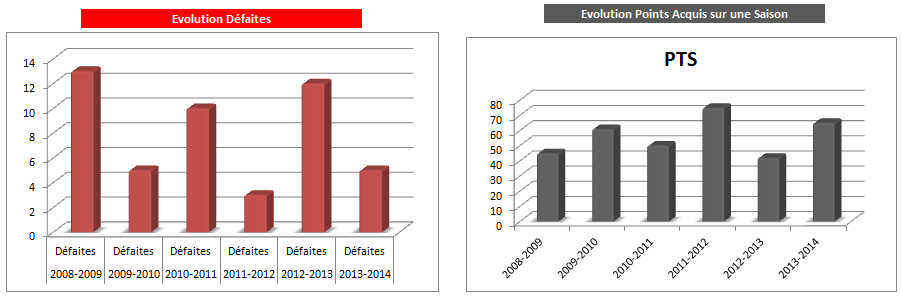 Evolution Défaites
14
12
10
8
6
4
2
0
Défaites Défaites Défaites Défaites Défaites Défaites
2008-2009 2009-2010 2010-2011 2011-2012 2012-2013 2013-2014
Evolution Points Acquis sur une Saison
PTS
80
70
60
50
40
30
20
10
0
2008-2009 2009-2010 2010-2011 2011-2012 2012-2013 2013-2014